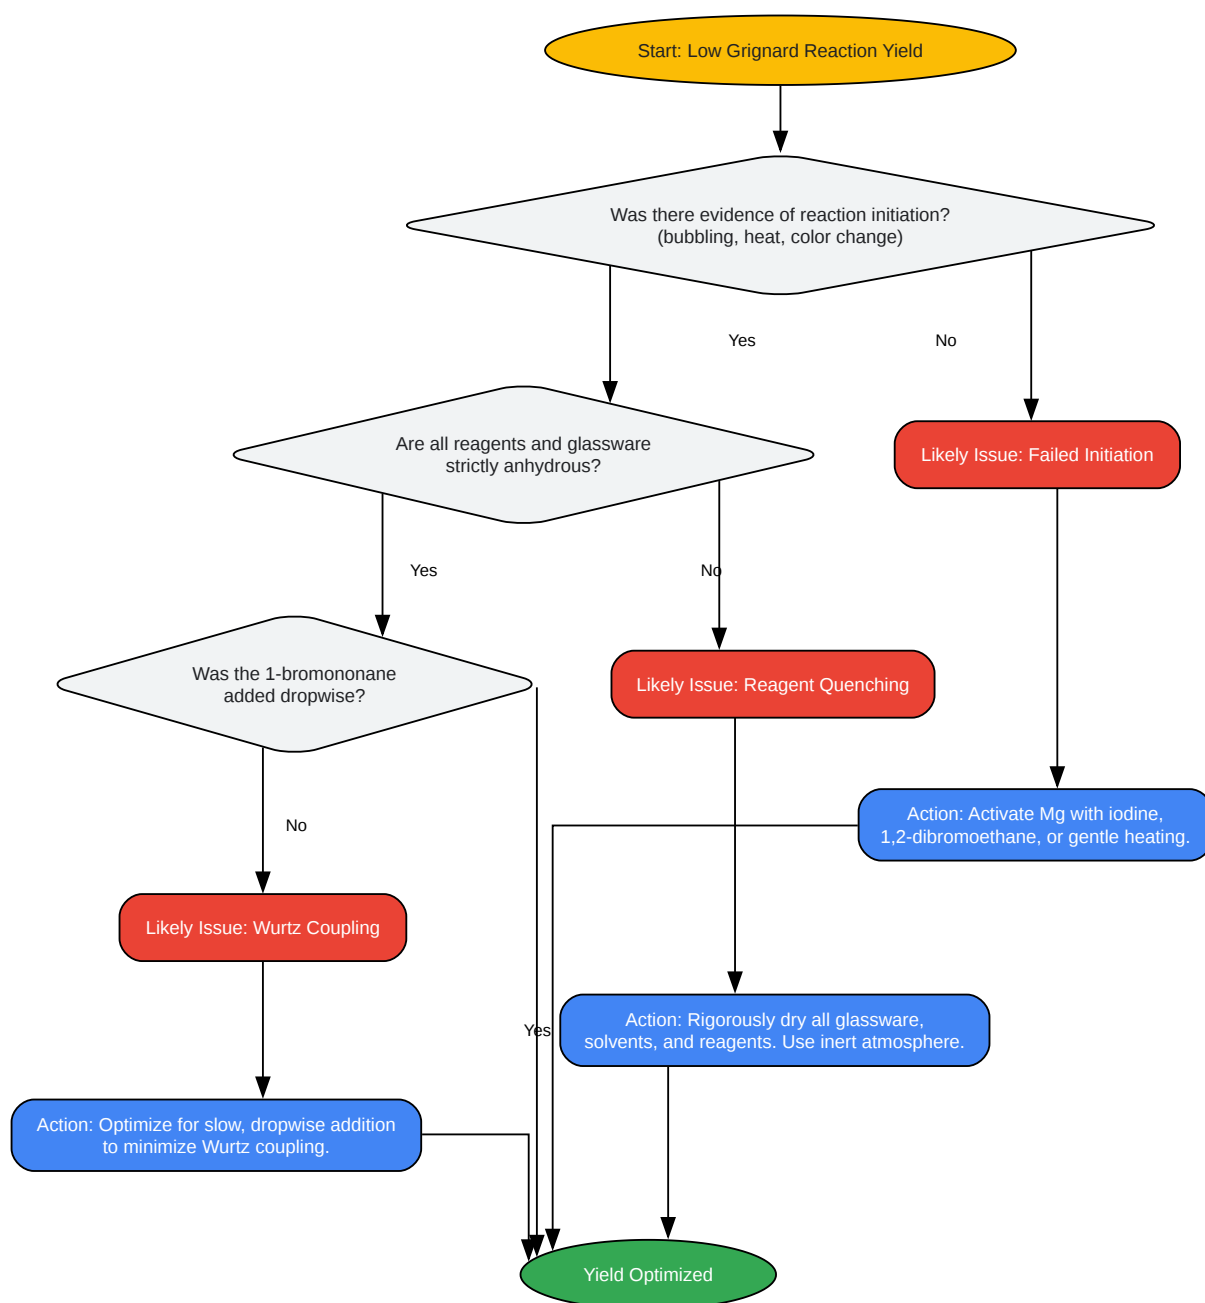 Start: Low Grignard Reaction Yield
Was there evidence of reaction initiation?
(bubbling, heat, color change)
Yes
No
Are all reagents and glassware
strictly anhydrous?
Likely Issue: Failed Initiation
Yes
No
Was the 1-bromononane
added dropwise?
Likely Issue: Reagent Quenching
Action: Activate Mg with iodine,
1,2-dibromoethane, or gentle heating.
No
Likely Issue: Wurtz Coupling
Action: Rigorously dry all glassware,
solvents, and reagents. Use inert atmosphere.
Yes
Action: Optimize for slow, dropwise addition
to minimize Wurtz coupling.
Yield Optimized